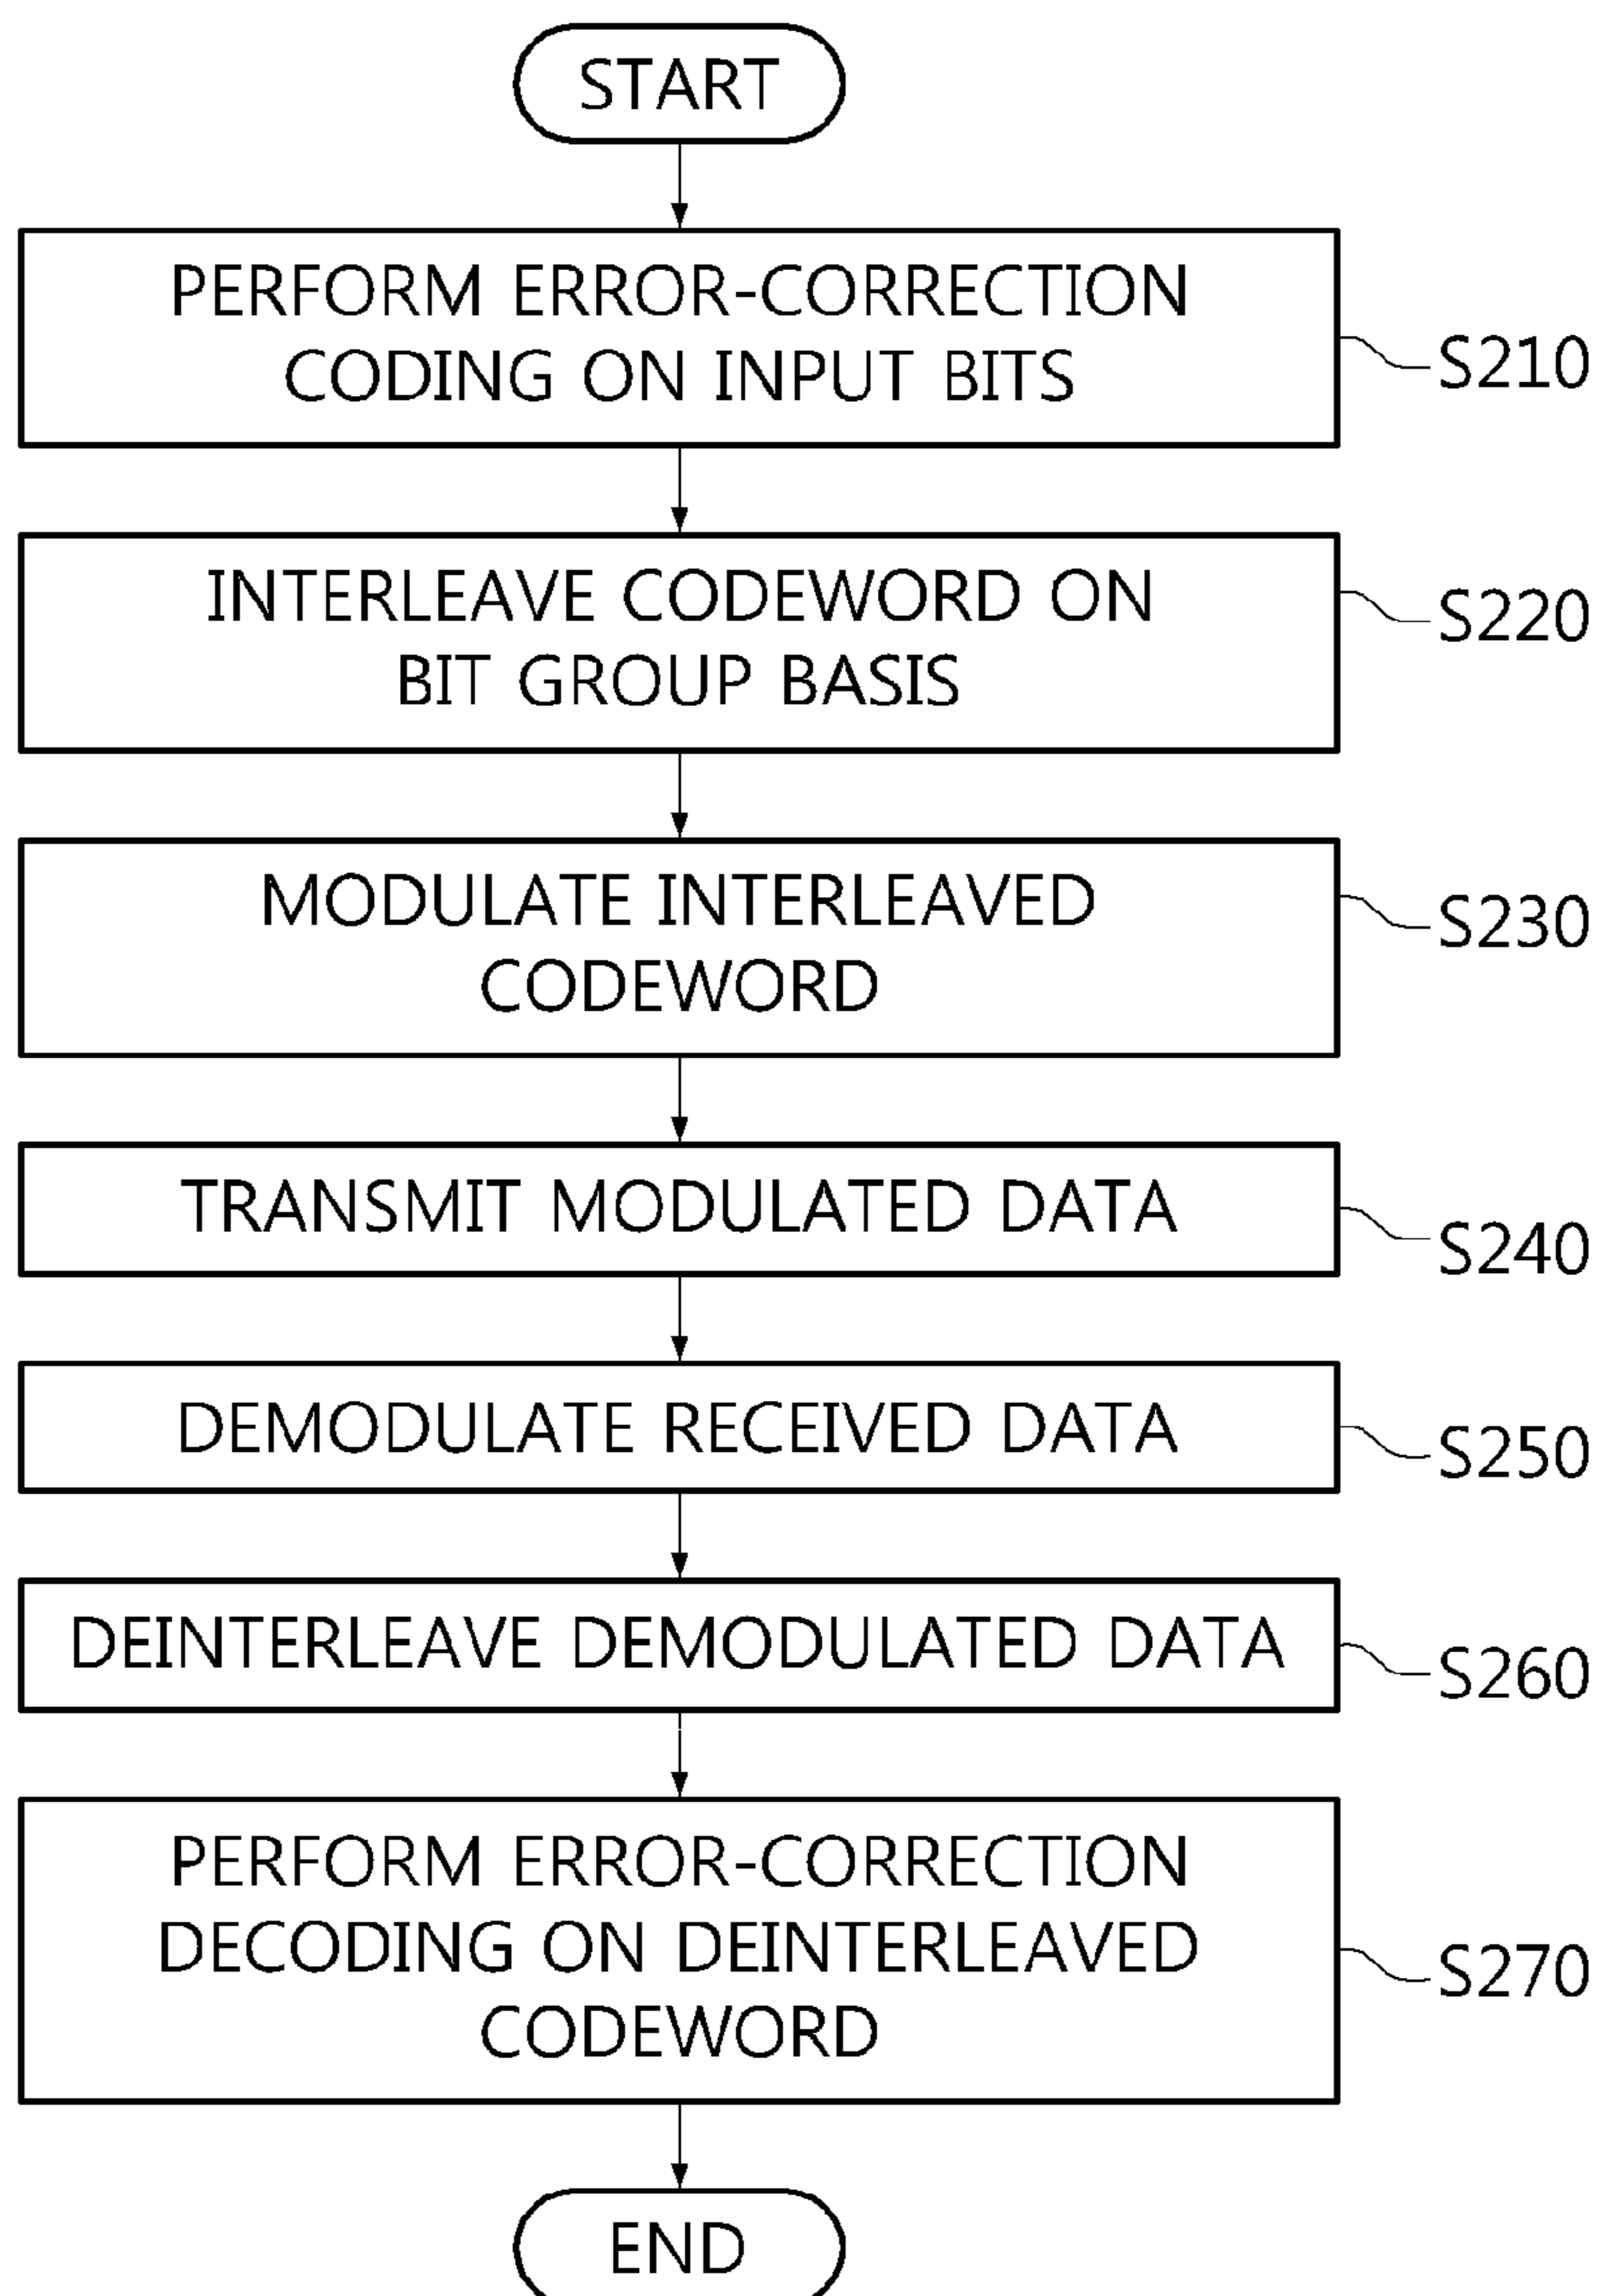 START
PERFORM ERROR-CORRECTION
CODING ON INPUT BITS
S210
INTERLEAVE CODEWORD ON
BIT GROUP BASIS
S220
MODULATE INTERLEAVED
CODEWORD
S230
TRANSMIT MODULATED DATA
S240
DEMODULATE RECEIVED DATA
S250
DEINTERLEAVE DEMODULATED DATA
S260
PERFORM ERROR-CORRECTION
DECODING ON DEINTERLEAVED
CODEWORD
S270
END